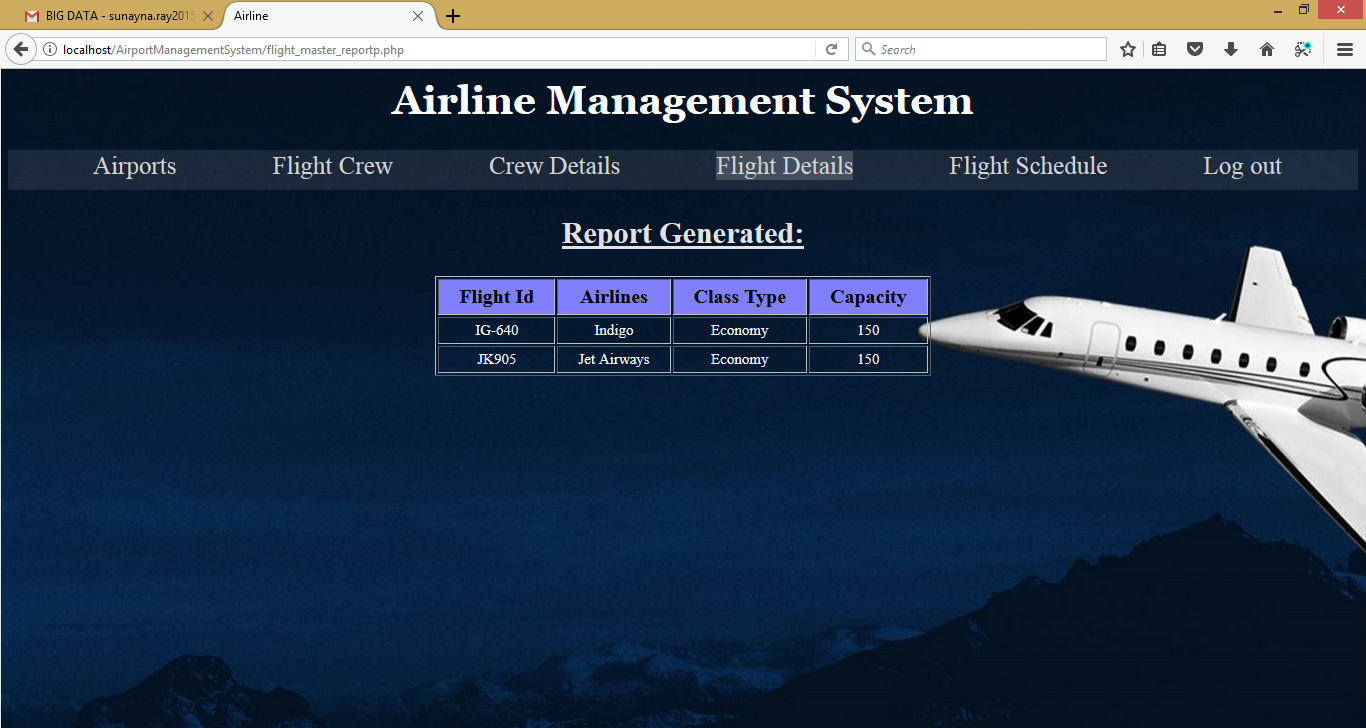 BIG DATA - sunayna.ray2015
Airline
localhost/AirportManagementSystem/flight_master_reportp.php
Search
Airline Management System
Airports Flight Crew Crew Details Flight Details Flight Schedule Log out
Report Generated:
Flight Id Airlines Class Type Capacity
IG-640 Indigo Economy 150
JK905 Jet Airways Economy 150